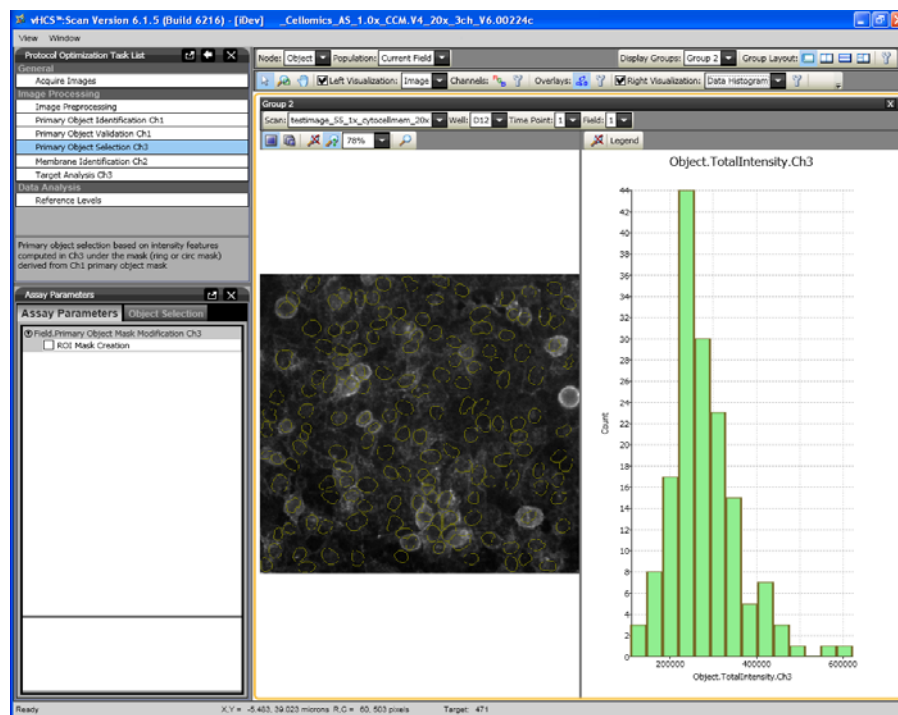 vHCS™:Scan Version 6.1.5 (Build 6216) - [iDev] _Cellomics_AS_1.0x_CCM.V4_20x_3ch_V6.00224c
View Window
Protocol Optimization Task List
General
Acquire Images
Image Processing
Image Preprocessing
Primary Object Identification Ch1
Primary Object Validation Ch1
Primary Object Selection Ch3
Membrane Identification Ch2
Target Analysis Ch3
Data Analysis
Reference Levels
Primary object selection based on intensity features
computed in Ch3 under the mask (ring or circ mask)
derived from Ch1 primary object mask
Assay Parameters
Assay Parameters Object Selection
Field.Primary Object Mask Modification Ch3
ROI Mask Creation
Node: Object Population: Current Field Display Groups: Group 2 Group Layout:
Left Visualization: Image Channels: Overlays: Right Visualization: Data Histogram
Group 2 X
Scan: testimage_S5_1x_cytocellmem_20x Well: D12 Time Point: 1 Field: 1
78% Legend
Object.TotalIntensity.Ch3
44
42
40
38
36
34
32
30
28
26
24
22
20
18
16
14
12
10
8
6
4
2
0
Count
200000 400000 600000
Object.TotalIntensity.Ch3
Ready X,Y = -5.483, 39.023 microns R,C = 60, 503 pixels Target: 471